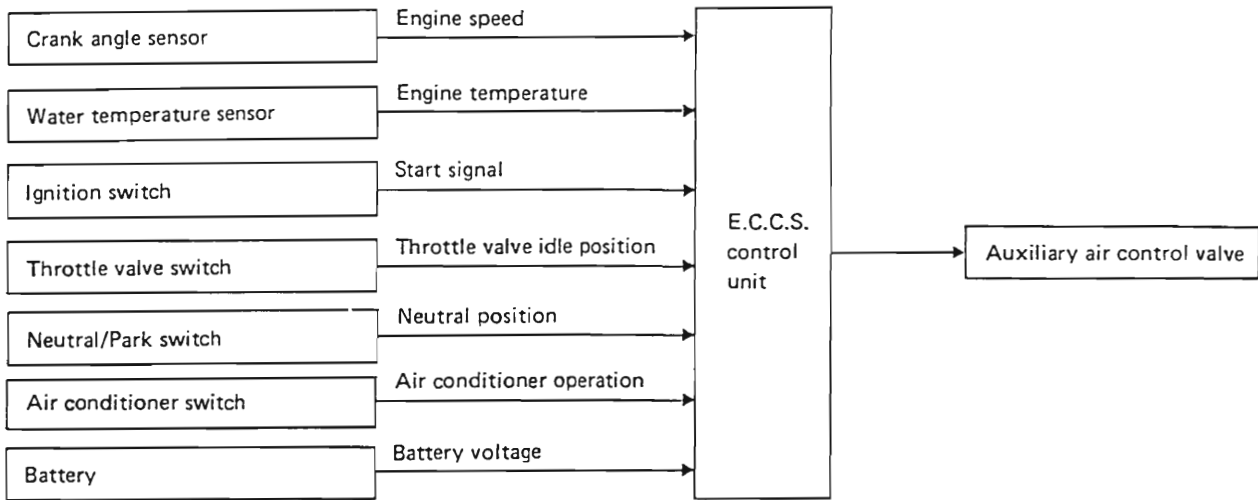 Crank angle sensor
Engine speed
Water temperature sensor
Engine temperature
Ignition switch
Start signal
Throttle valve switch
Throttle valve idle position
Neutral/Park switch
Neutral position
Air conditioner switch
Air conditioner operation
Battery
Battery voltage
E.C.C.S.
control
unit
Auxiliary air control valve